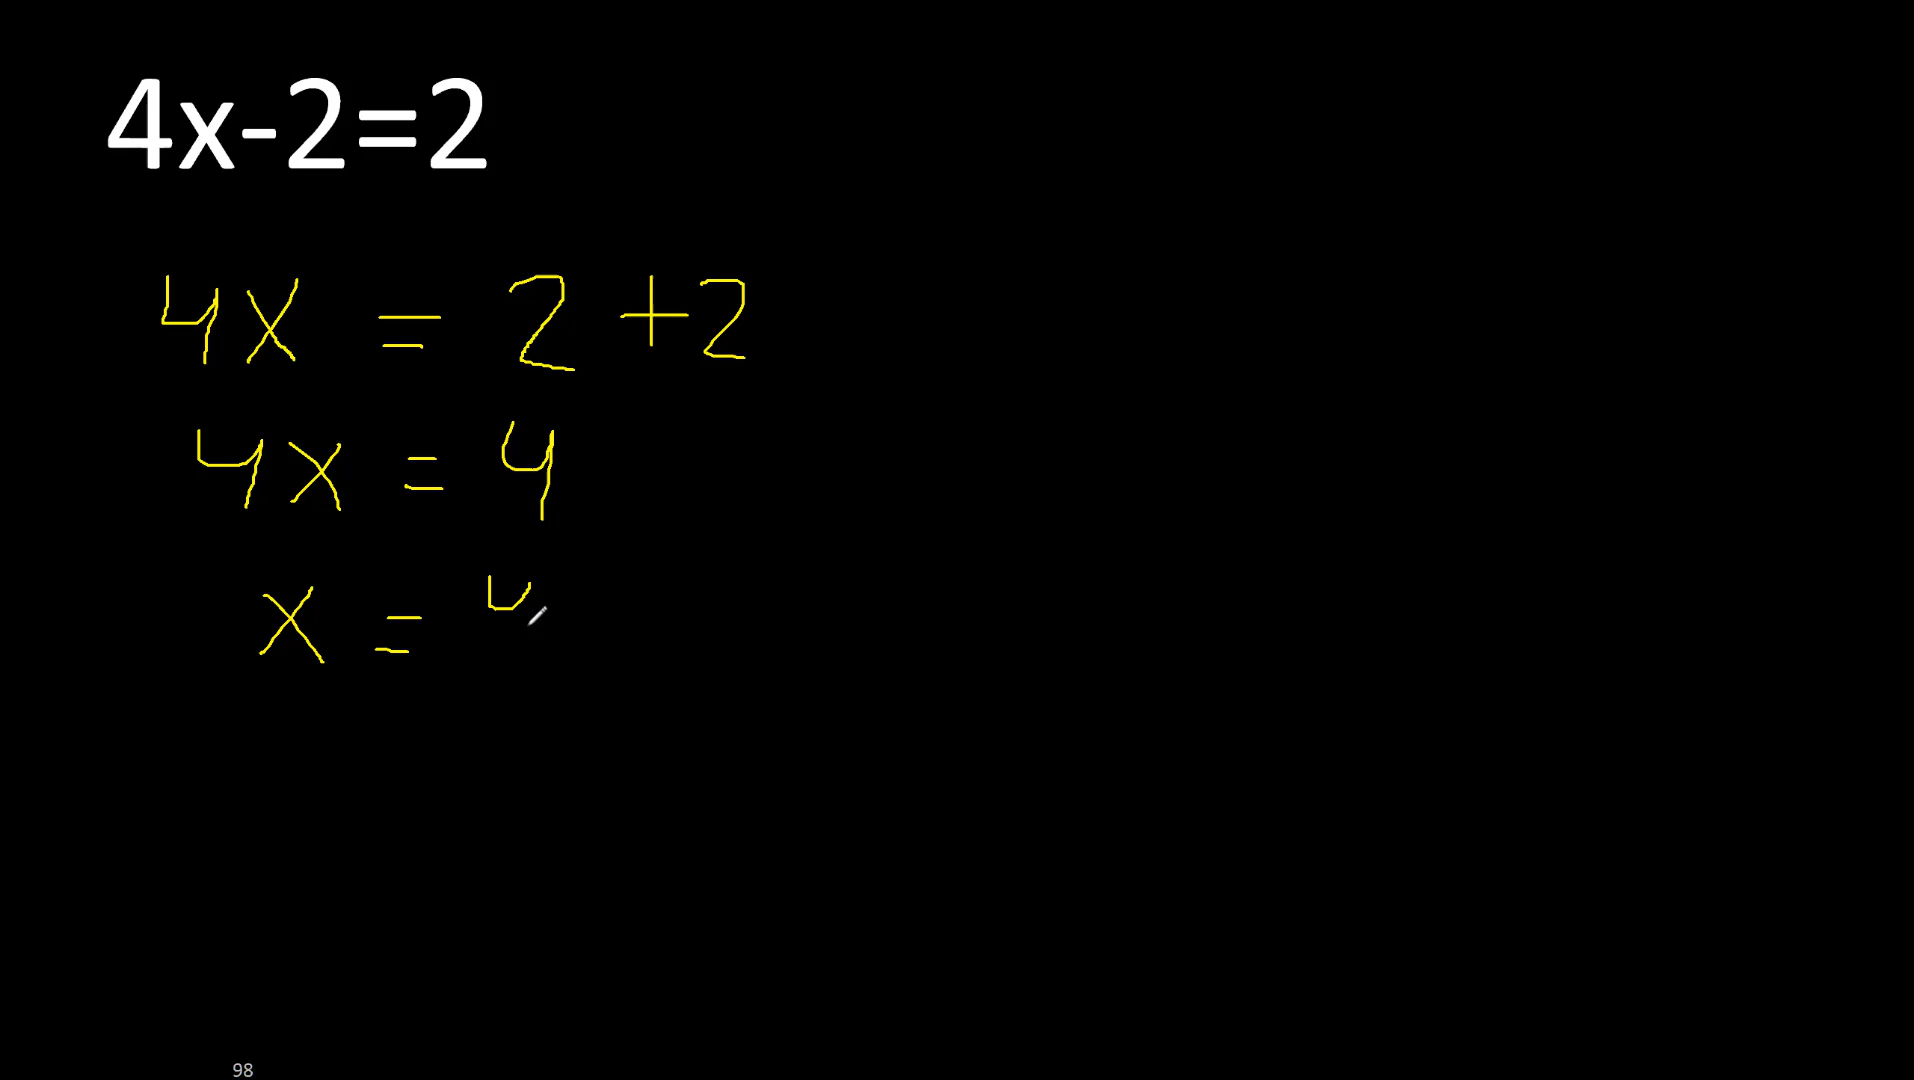 4x-2=2
4x = 2 +2
4x = 4
x =
98